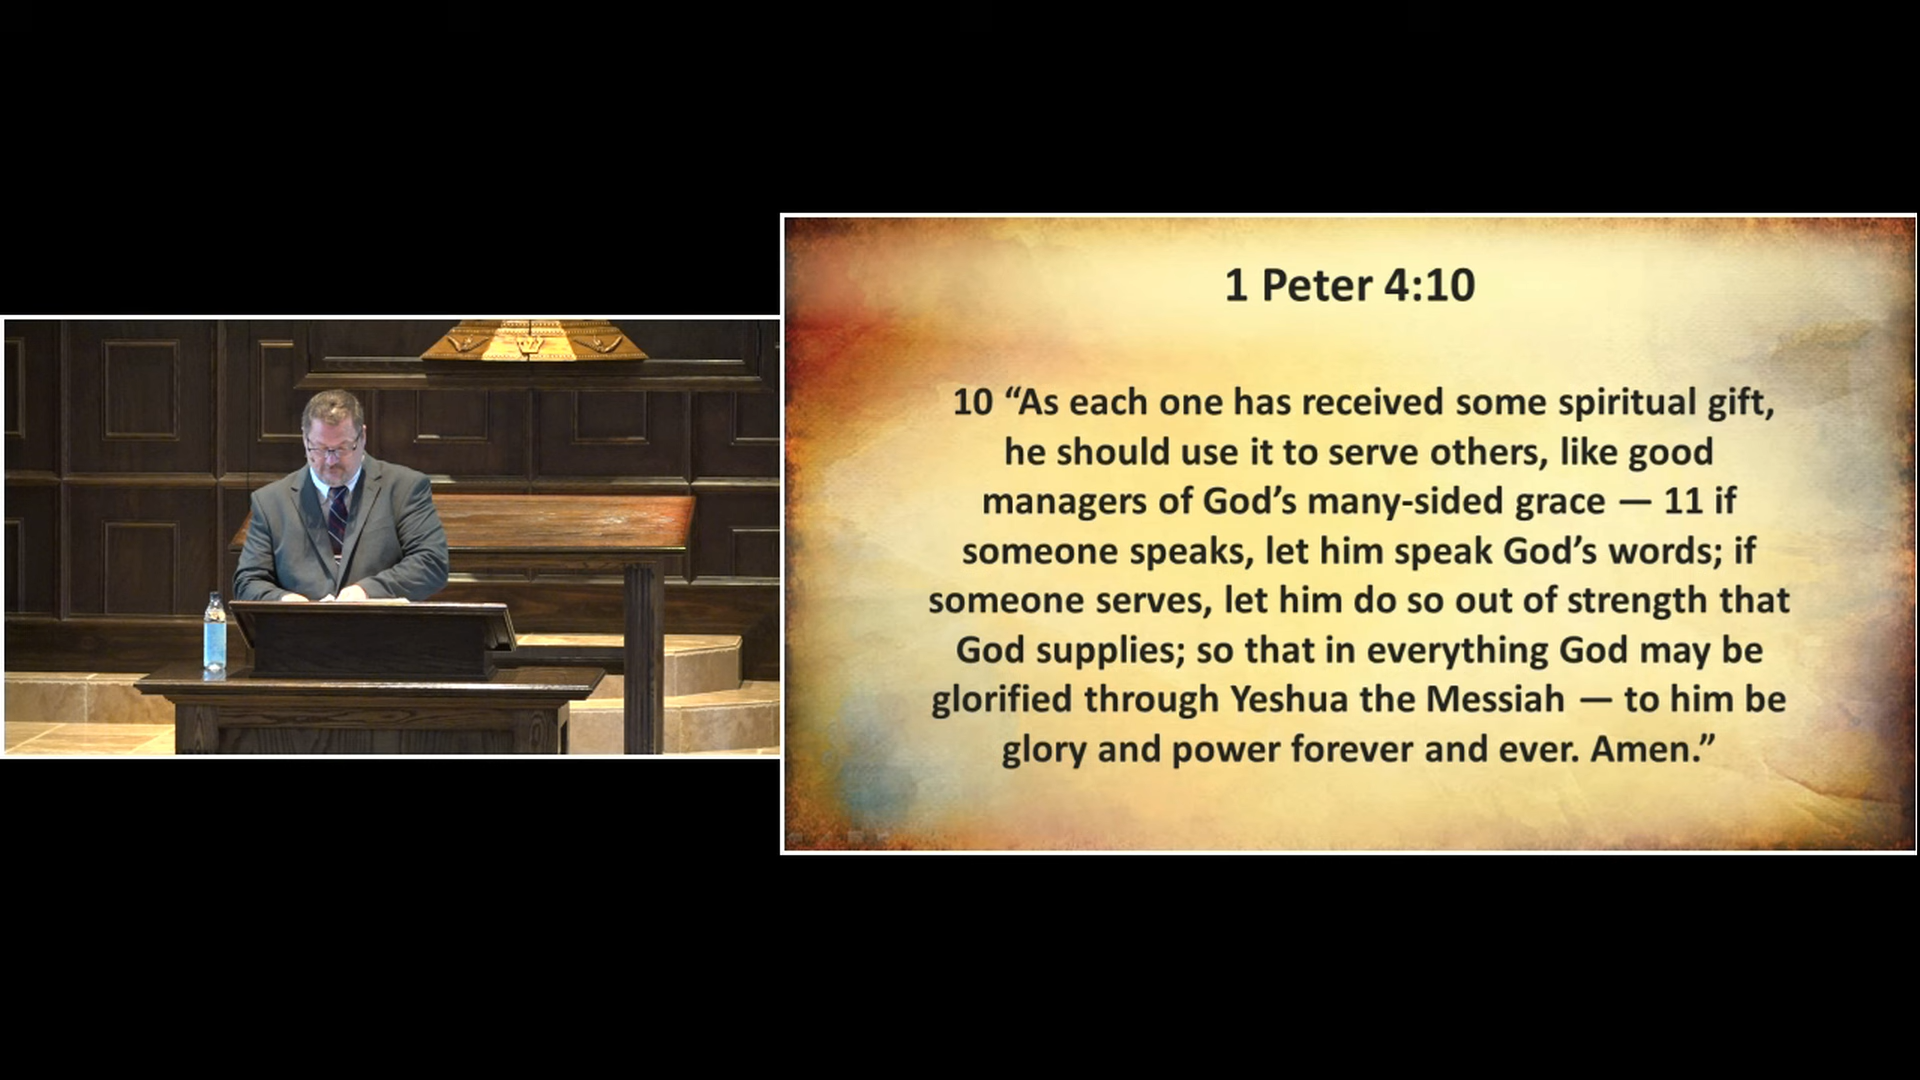 1 Peter 4:10
10 “As each one has received some spiritual gift,
he should use it to serve others, like good
managers of God’s many-sided grace — 11 if
someone speaks, let him speak God’s words; if
someone serves, let him do so out of strength that
God supplies; so that in everything God may be
glorified through Yeshua the Messiah — to him be
glory and power forever and ever. Amen.”